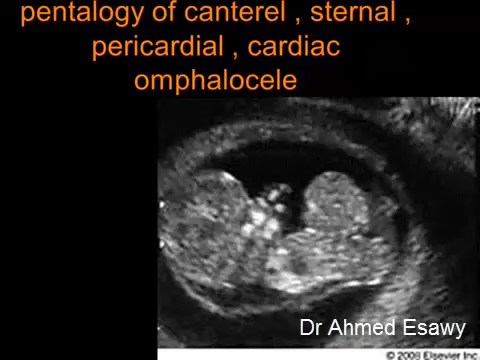 pentalogy of canterel , sternal ,
pericardial , cardiac
omphalocele
Dr Ahmed Esawy
© 2008 Elsevier Inc.